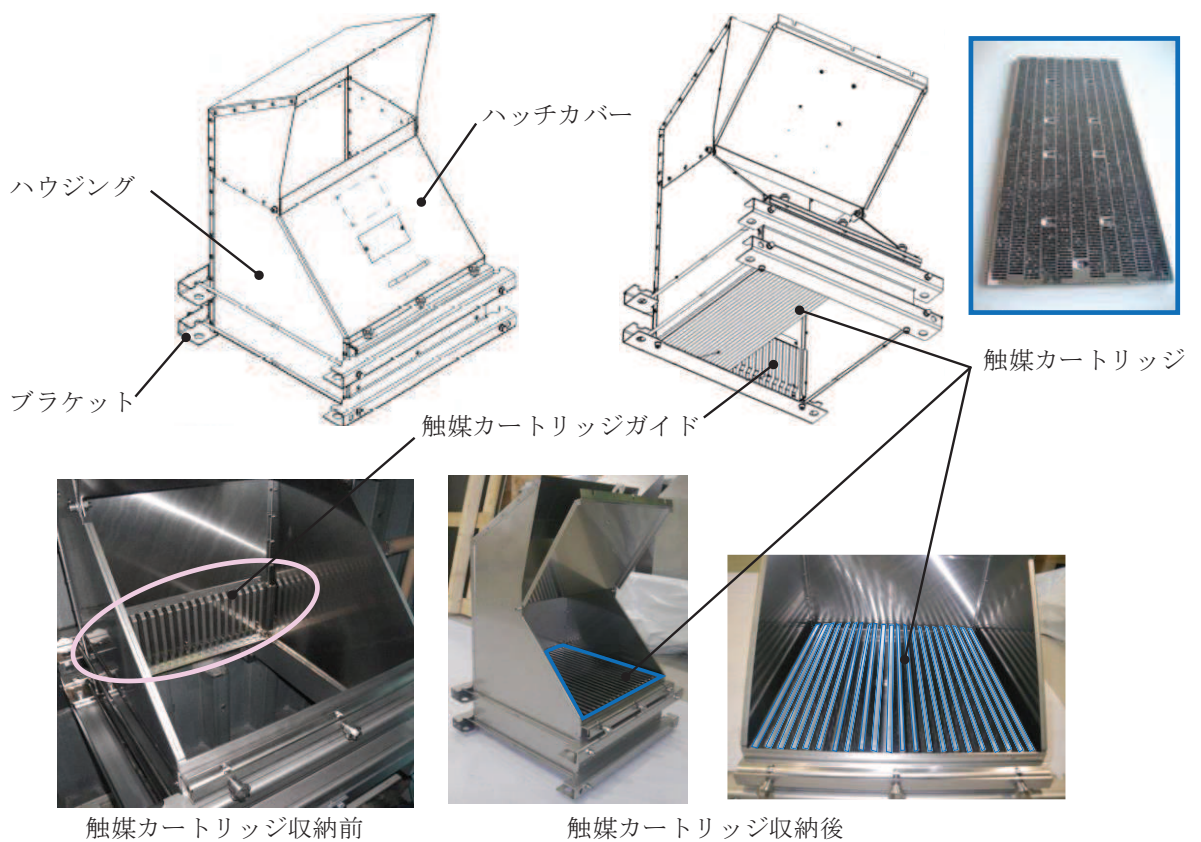 ハッチカバー
ハウジング
触媒カートリッジ
ブラケット
触媒カートリッジガイド
触媒カートリッジ収納前
触媒カートリッジ収納後